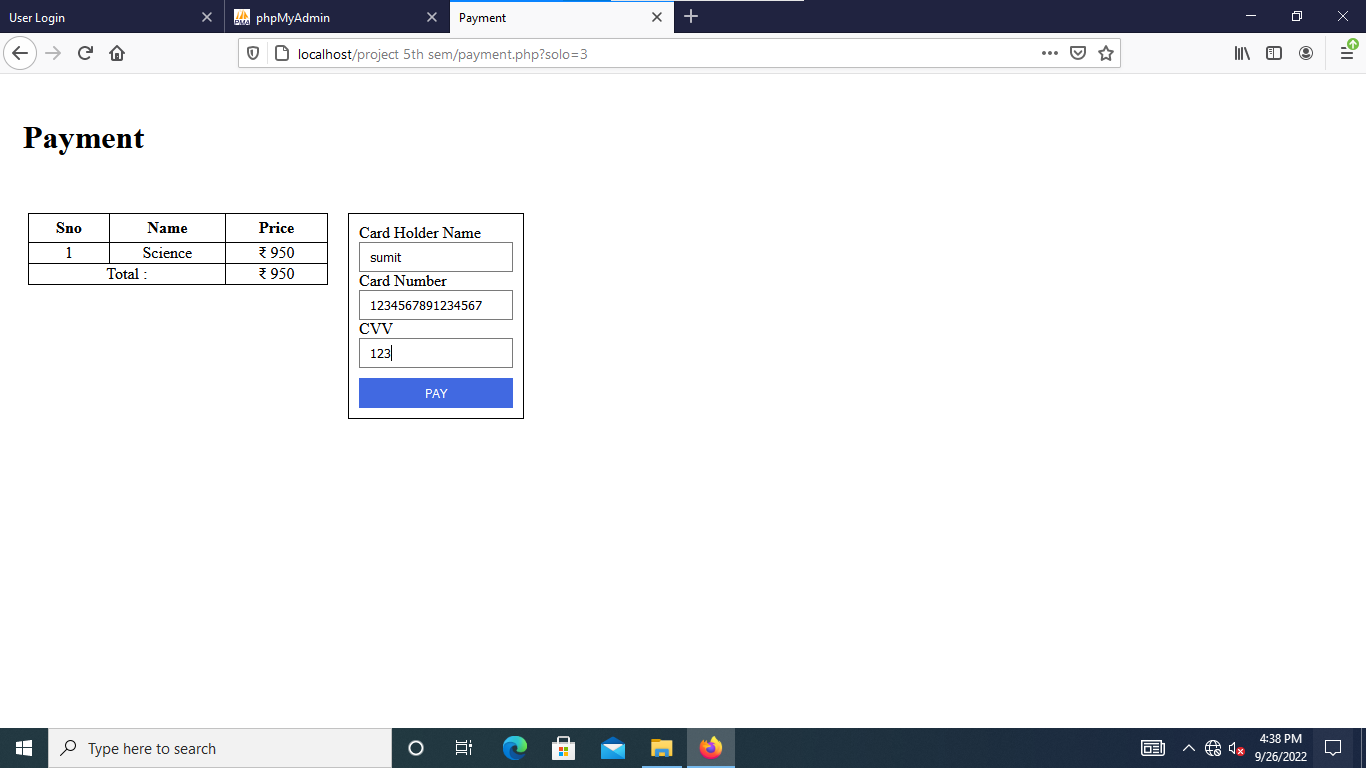 User Login
phpMyAdmin
Payment
localhost/project 5th sem/payment.php?solo=3
Payment
Sno Name Price
1 Science ₹ 950
Total : ₹ 950
Card Holder Name
sumit
Card Number
1234567891234567
CVV
123
PAY
Type here to search
4:38 PM
9/26/2022